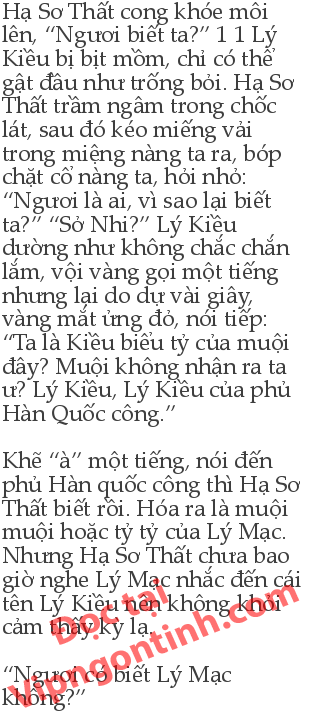 Hạ Sơ Thất cong khóe môi
lên, “Ngươi biết ta?” 1 1 Lý
Kiều bị bịt mồm, chỉ có thể
gật đầu như trống bỏi. Hạ Sơ
Thất trầm ngâm trong chốc
lát, sau đó kéo miếng vải
trong miệng nàng ta ra, bóp
chặt cổ nàng ta, hỏi nhỏ:
“Ngươi là ai, vì sao lại biết
ta?” “Sở Nhi?” Lý Kiều
dường như không chắc chắn
lắm, vội vàng gọi một tiếng
nhưng lại do dự vài giây,
vàng mắt ửng đỏ, nói tiếp:
“Ta là Kiều biểu tỷ của muội
đây? Muội không nhận ra ta
ư? Lý Kiều, Lý Kiều của phủ
Hàn Quốc công.”
Khẽ “à” một tiếng, nói đến
phủ Hàn quốc công thì Hạ Sơ
Thất biết rồi. Hóa ra là muội
muội hoặc tỷ tỷ của Lý Mạc.
Nhưng Hạ Sơ Thất chưa bao
giờ nghe Lý Mạc nhắc đến cái
tên Lý Kiều nên không khỏi
cảm thấy kỳ lạ.
“Ngươi có biết Lý Mạc
không?”
Đọc tại
Vipngontinh.com